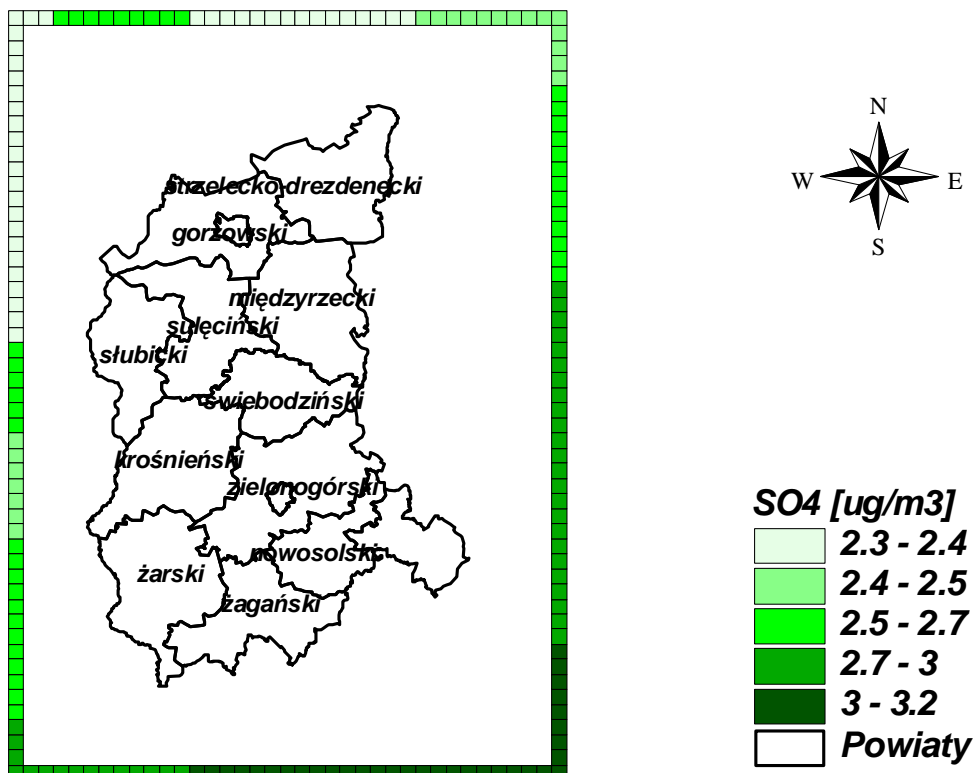 N
W E
S
strzelecko-drezdenecki
gorzowski
międzyrzecki
sulęciński
słubicki
świebodziński
krośnieński
zielonogórski
nowosolski
żarski
żagański
SO4 [ug/m3]
2.3 - 2.4
2.4 - 2.5
2.5 - 2.7
2.7 - 3
3 - 3.2
Powiaty